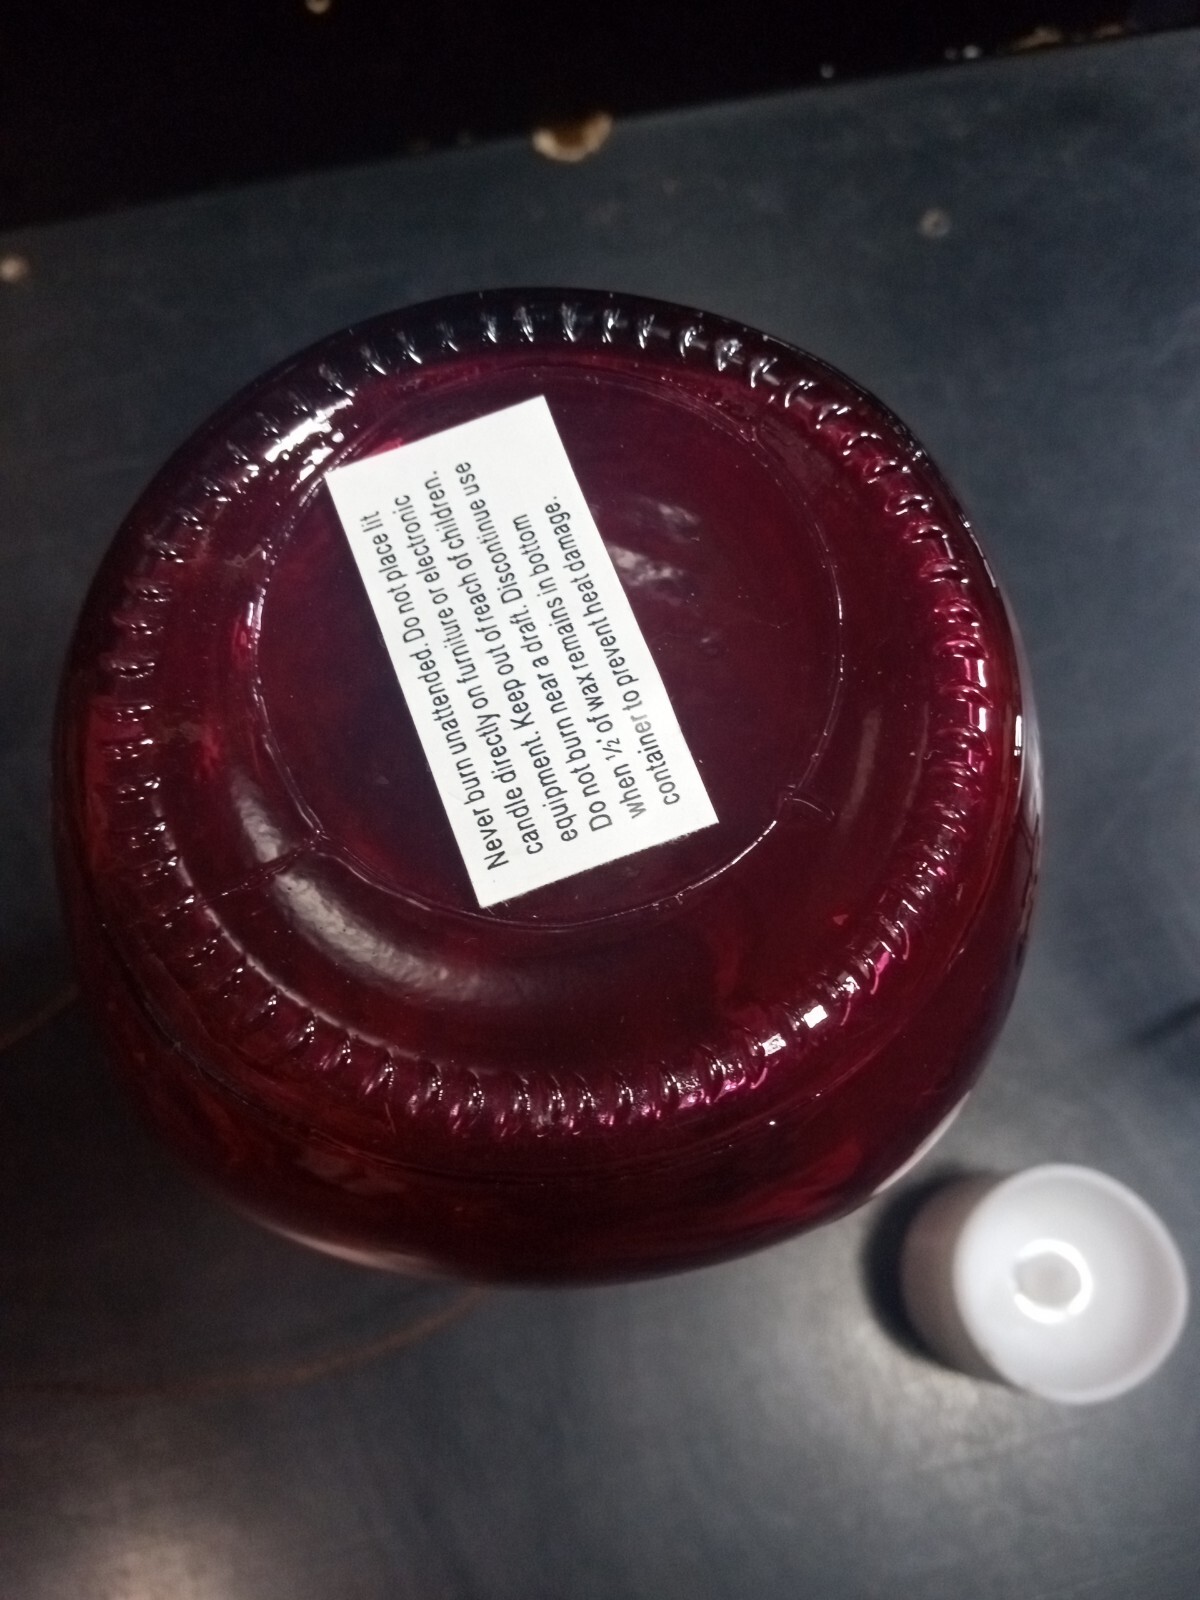 Never burn unattended. Do not place lit
candle directly on furniture or electronic
equipment. Keep out of reach of children.
Do not burn near a draft. Discontinue use
when ½' of wax remains in bottom
container to prevent heat damage.